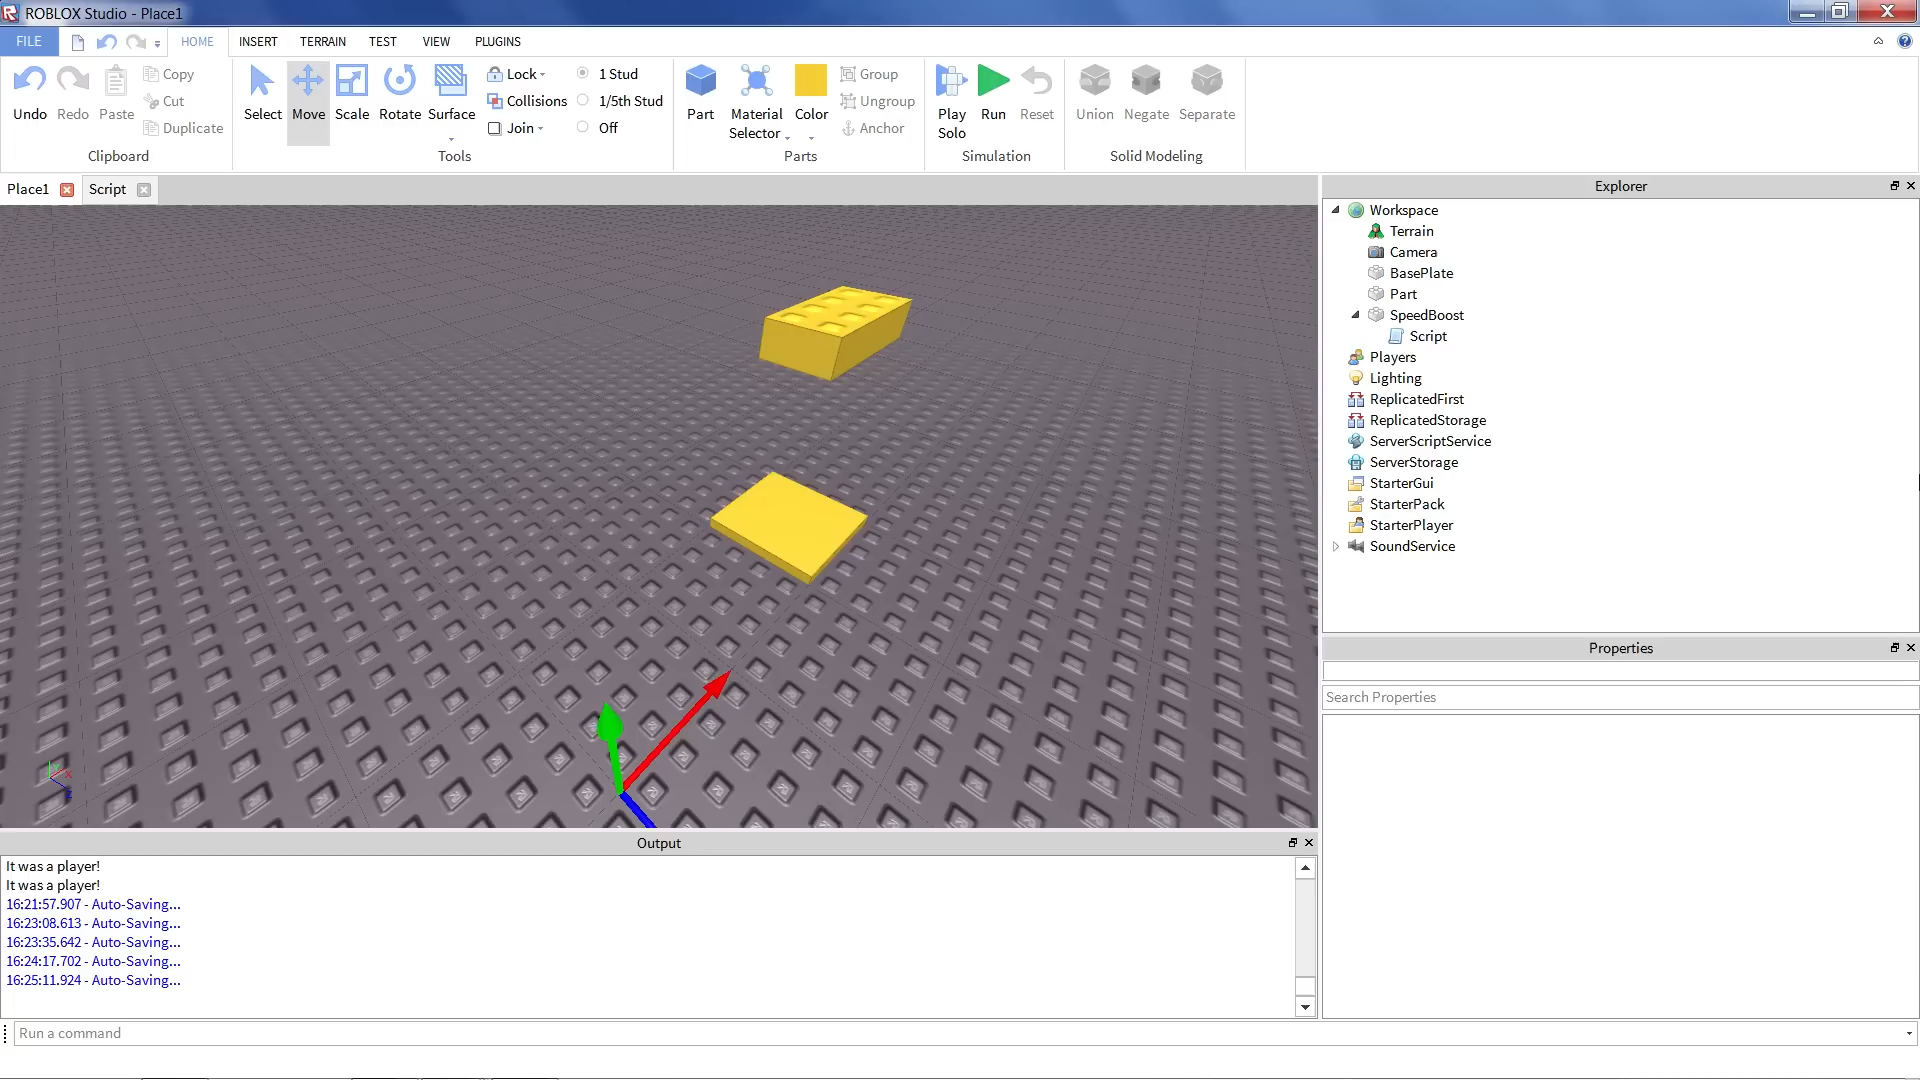 ROBLOX Studio - Place1
FILE HOME INSERT TERRAIN TEST VIEW PLUGINS
Undo Redo Paste Copy Cut Duplicate
Clipboard
Select Move Scale Rotate Surface Lock Collisions Join 1 Stud 1/5th Stud Off
Tools
Part Material Selector Color Group Ungroup Anchor
Parts
Play Solo Run Reset
Simulation
Union Negate Separate
Solid Modeling
Place1 Script
Explorer
Workspace
Terrain
Camera
BasePlate
Part
SpeedBoost
Script
Players
Lighting
ReplicatedFirst
ReplicatedStorage
ServerScriptService
ServerStorage
StarterGui
StarterPack
StarterPlayer
SoundService
Properties
Search Properties
Output
It was a player!
It was a player!
16:21:57.907 - Auto-Saving...
16:23:08.613 - Auto-Saving...
16:23:35.642 - Auto-Saving...
16:24:17.702 - Auto-Saving...
16:25:11.924 - Auto-Saving...
Run a command